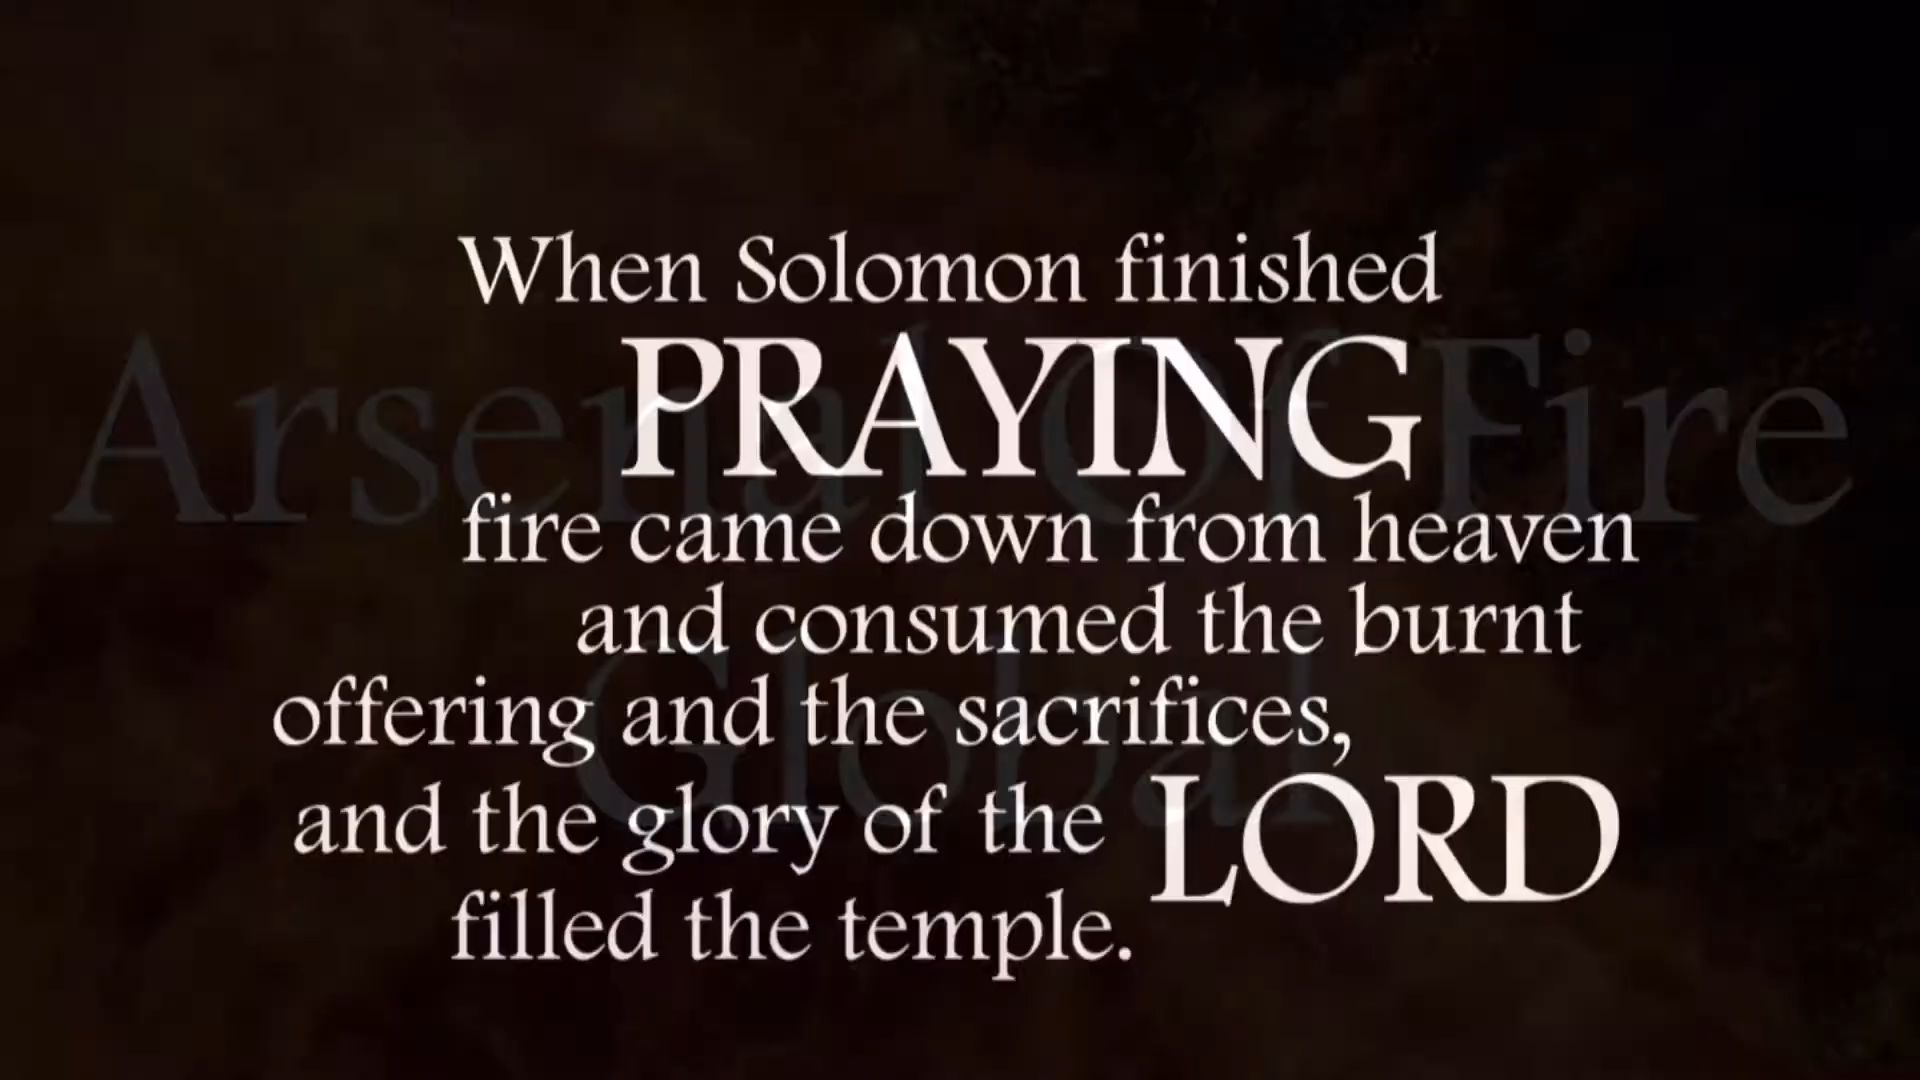 When Solomon finished
PRAYING
fire came down from heaven
and consumed the burnt
offering and the sacrifices,
and the glory of the LORD
filled the temple.
Arsenal Of Fire
Global